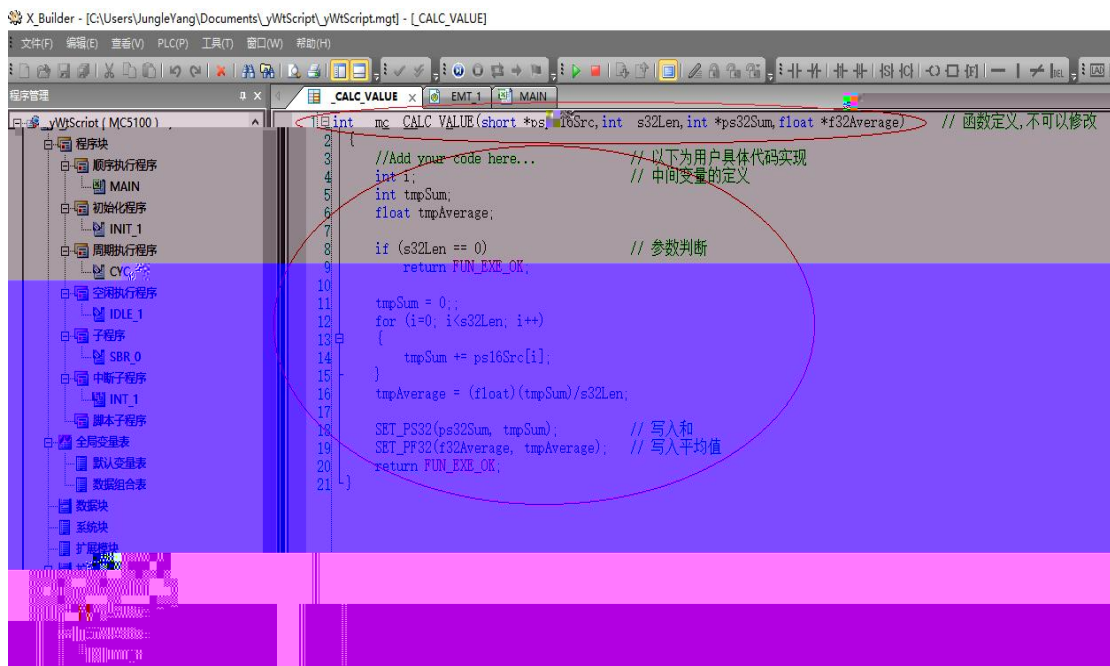 X_Builder - [C:\Users\JungleYang\Documents\_yWtScript\_yWtScript.mgt] - [_CALC_VALUE]
文件(F) 编辑(E) 查看(V) PLC(P) 工具(T) 窗口(W) 帮助(H)
程序管理
_CALC_VALUE EMT_1 MAIN
_yWtScript ( MC5100 )
程序块
顺序执行程序
MAIN
初始化程序
INIT_1
周期执行程序
空闲执行程序
IDLE_1
子程序
SBR_0
中断子程序
INT_1
脚本子程序
全局变量表
默认变量表
数据组合表
数据块
系统块
扩展模块
1 int mc__CALC_VALUE(short *ps16Src,int s32Len,int *ps32Sum,float *f32Average) // 函数定义,不可以修改
2 {
3 //Add your code here... // 以下为用户具体代码实现
4 int i; // 中间变量的定义
5 int tmpSum;
6 float tmpAverage;
7
8 if (s32Len == 0) // 参数判断
9 return FUN_EXE_OK;
10
11 tmpSum = 0;;
12 for (i=0; i<s32Len; i++)
13 {
14 tmpSum += ps16Src[i];
15 }
16 tmpAverage = (float)(tmpSum)/s32Len;
17
18 SET_PS32(ps32Sum, tmpSum); // 写入和
19 SET_PF32(f32Average, tmpAverage); // 写入平均值
20 return FUN_EXE_OK;
21 }